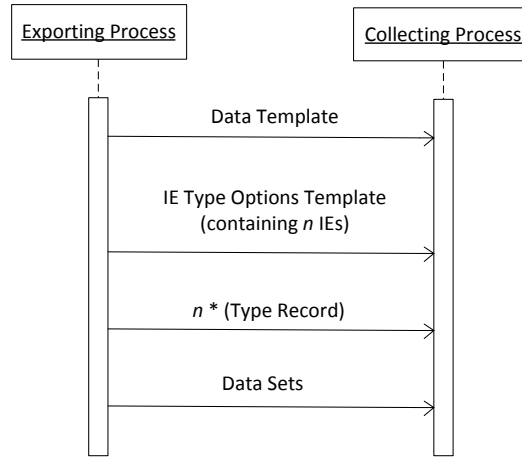 Exporting Process
Collecting Process
Data Template
IE Type Options Template
(containing n IEs)
n * (Type Record)
Data Sets